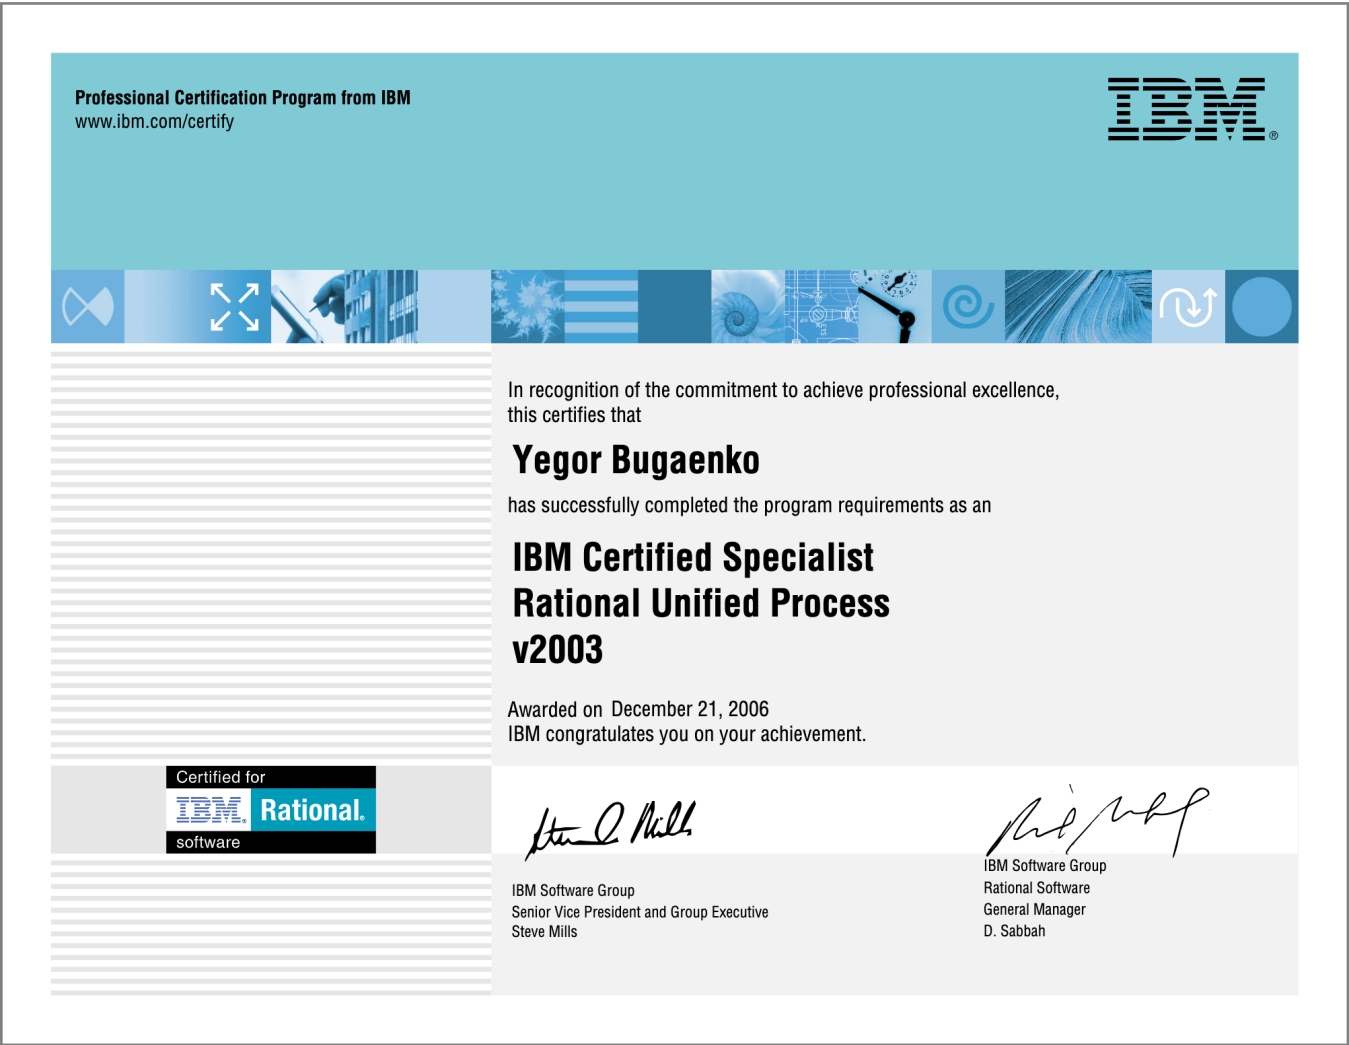 Professional Certification Program from IBM
www.ibm.com/certify
IBM®
ETS
In recognition of the commitment to achieve professional excellence,
this certifies that
Yegor Bugaenko
has successfully completed the program requirements as an
IBM Certified Specialist
Rational Unified Process
v2003
Awarded on December 21, 2006
IBM congratulates you on your achievement.
Certified for
IBM® Rational®
software
Steve Mills
IBM Software Group
Senior Vice President and Group Executive
Steve Mills
IBM Software Group
Rational Software
General Manager
D. Sabbah